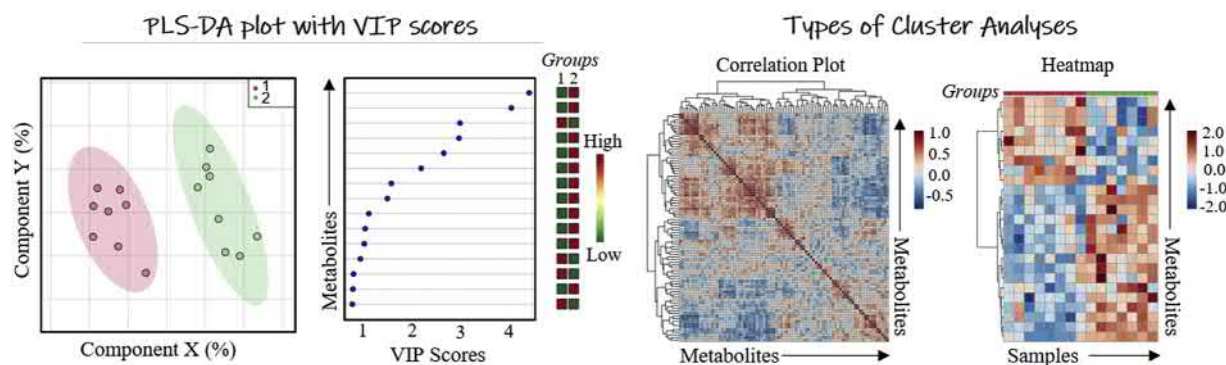 PLS-DA plot with VIP scores
Component Y (%)
Component X (%)
1
2
Metabolites
1 2 3 4
VIP Scores
Groups
1 2
High
Low
Types of Cluster Analyses
Correlation Plot
Metabolites
Metabolites
1.0
0.5
0.0
-0.5
Heatmap
Groups
Metabolites
Samples
2.0
1.0
0.0
-1.0
-2.0